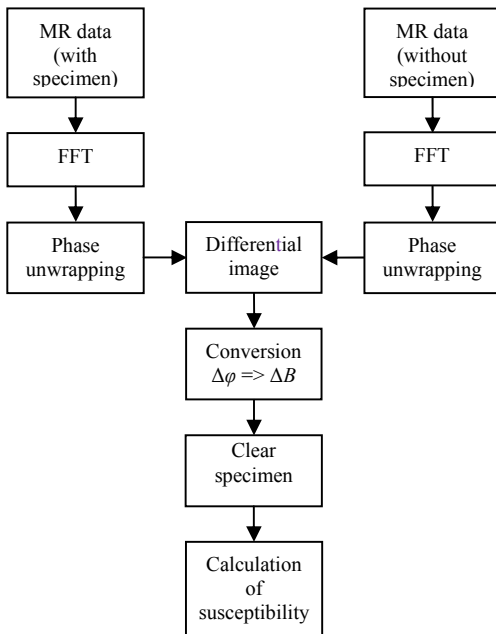 MR data
(with
specimen)
MR data
(without
specimen)
FFT
FFT
Phase
unwrapping
Differential
image
Phase
unwrapping
Conversion
Δφ => ΔB
Clear
specimen
Calculation
of
susceptibility